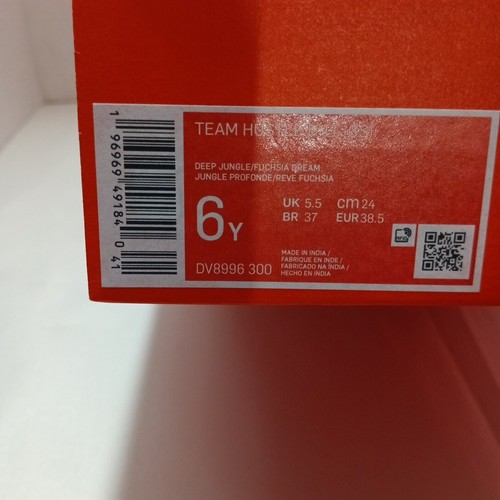 TEAM
DEEP JUNGLE/FUCHSIA DREAM
JUNGLE PROFONDE/REVE FUCHSIA
6Y
UK 5.5 cm 24
BR 37 EUR 38.5
MADE IN INDIA /
FABRIQUE EN INDE /
FABRICADO NA ÍNDIA /
HECHO EN INDIA
DV8996 300
1 96969 49184 0 41